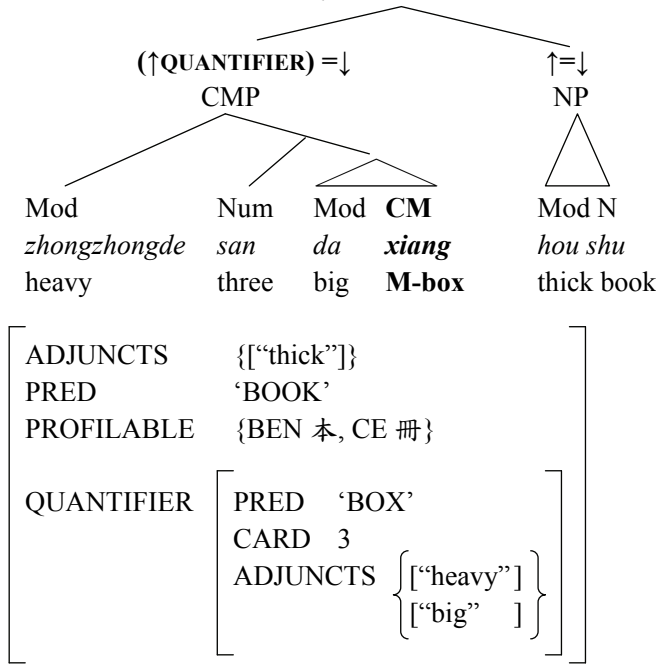 (↑QUANTIFIER) =↓ ↑=↓
CMP NP
Mod Num Mod CM Mod N
zhongzhongde san da xiang hou shu
heavy three big M-box thick book
ADJUNCTS {[“thick”]}
PRED ‘BOOK’
PROFILABLE {BEN 本, CE 冊}
QUANTIFIER PRED ‘BOX’
CARD 3
ADJUNCTS {[“heavy”]
[“big” ]}